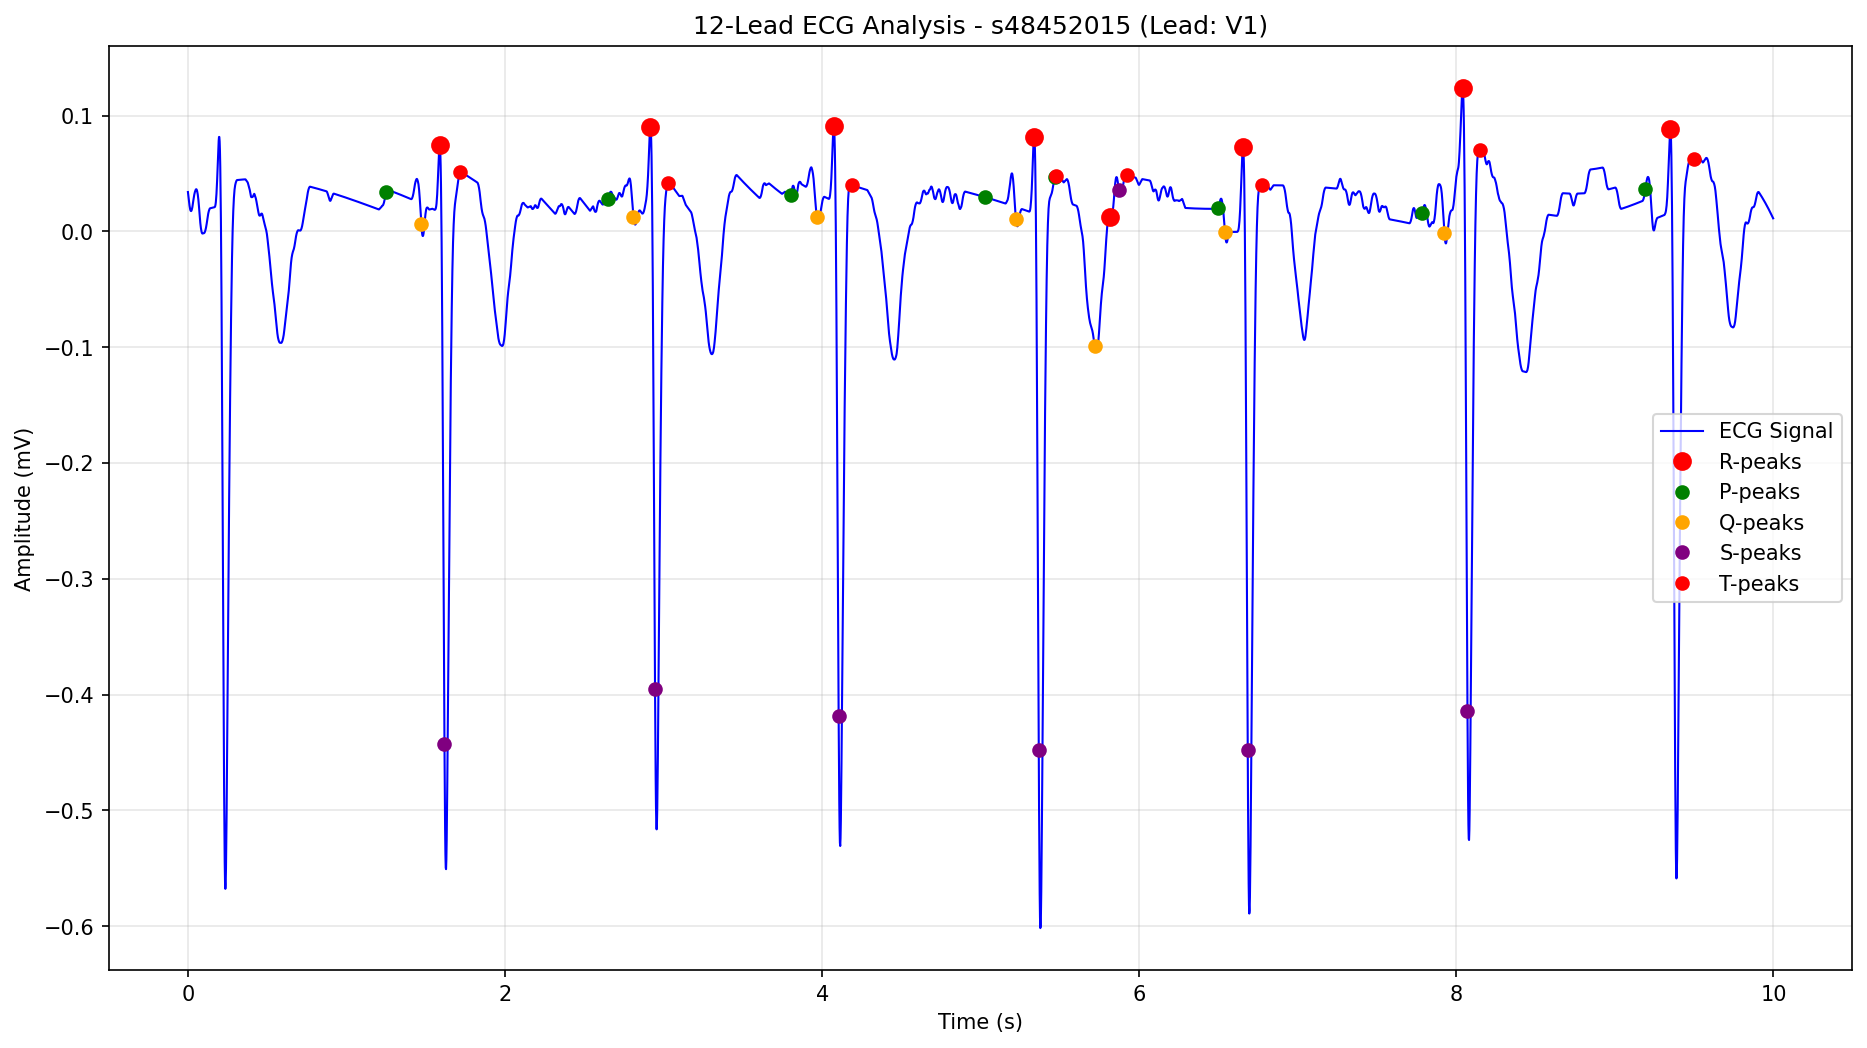 12-Lead ECG Analysis - s48452015 (Lead: V1)
Amplitude (mV)
0.1
0.0
−0.1
−0.2
−0.3
−0.4
−0.5
−0.6
ECG Signal
R-peaks
P-peaks
Q-peaks
S-peaks
T-peaks
0 2 4 6 8 10
Time (s)